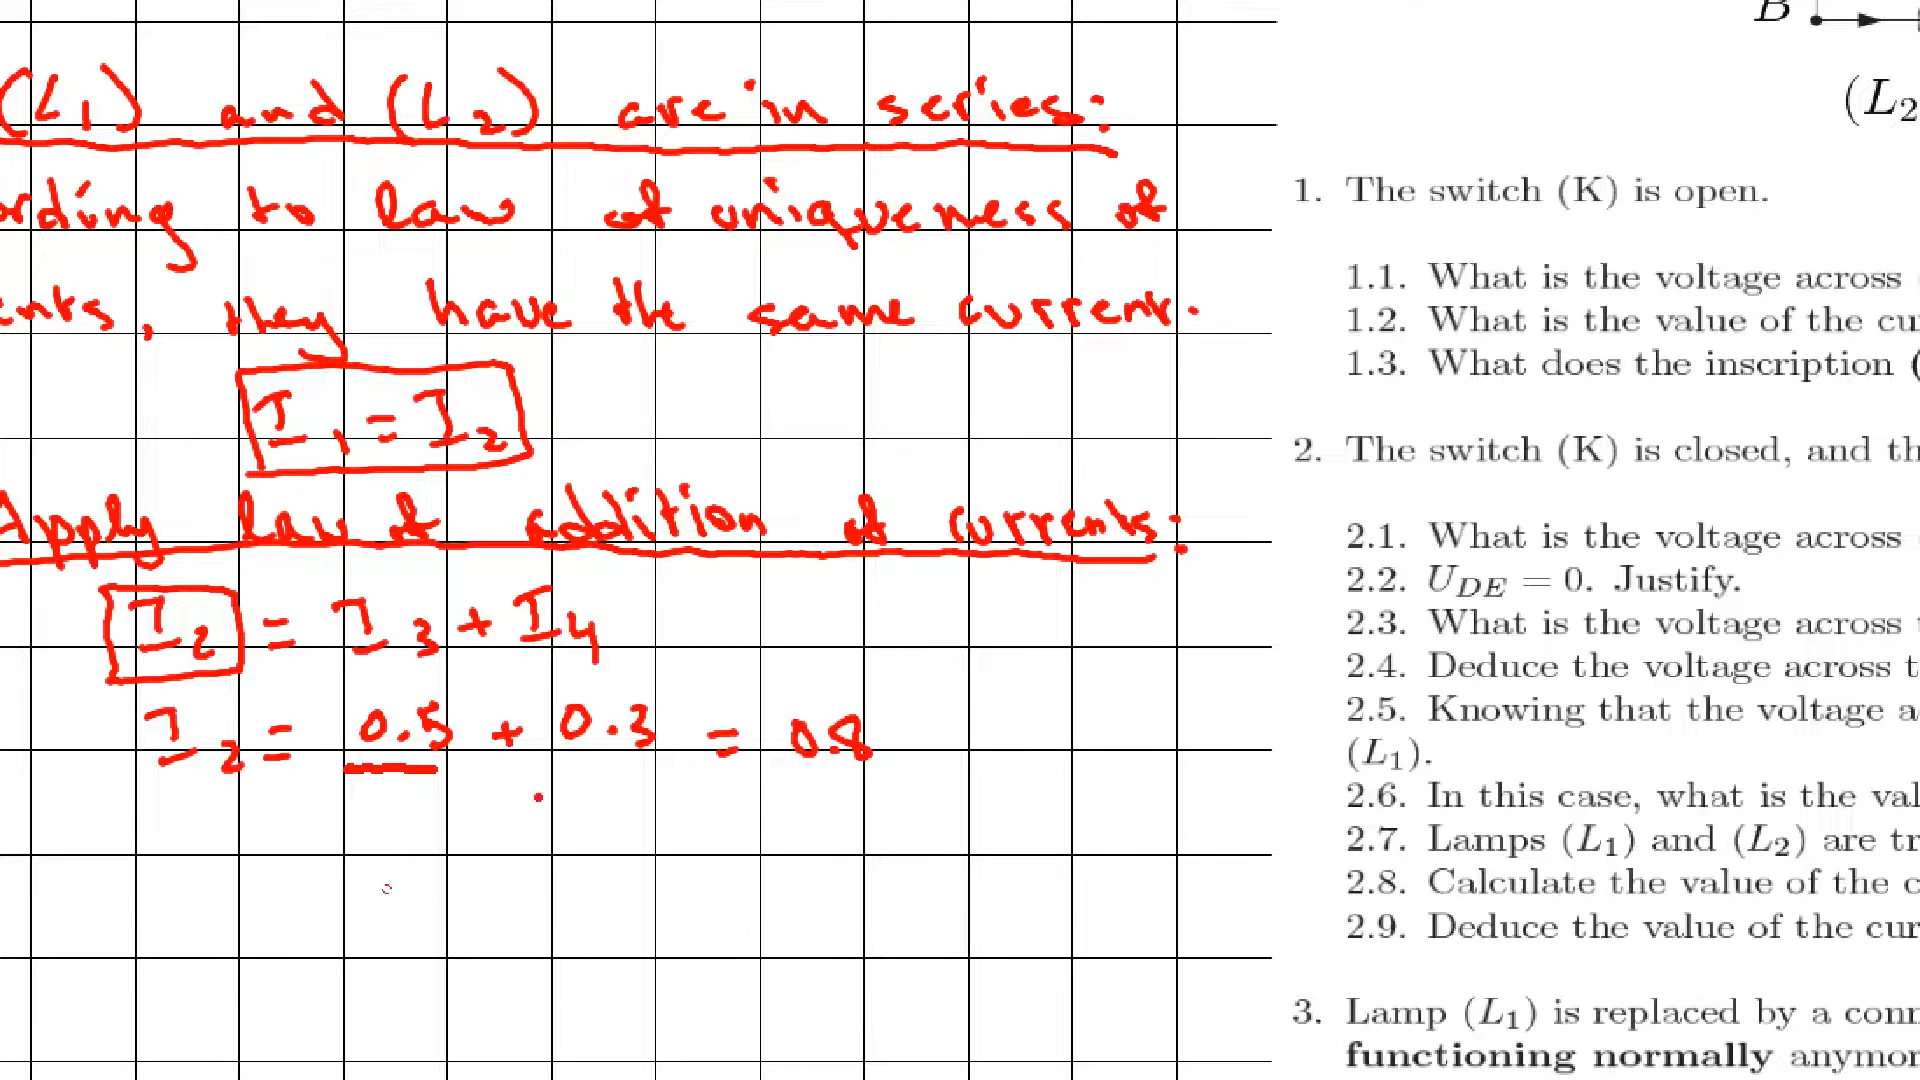 (L1) and (L2) are in series:
ording to law of uniqueness of
ents, they have the same current.
I1 = I2
Apply law of addition of currents:
I2 = I3 + I4
I2 = 0.5 + 0.3 = 0.8
B
(L2
1. The switch (K) is open.
1.1. What is the voltage across
1.2. What is the value of the cu
1.3. What does the inscription (
2. The switch (K) is closed, and th
2.1. What is the voltage across
2.2. UDE = 0. Justify.
2.3. What is the voltage across t
2.4. Deduce the voltage across t
2.5. Knowing that the voltage a
(L1).
2.6. In this case, what is the val
2.7. Lamps (L1) and (L2) are tr
2.8. Calculate the value of the c
2.9. Deduce the value of the cur
3. Lamp (L1) is replaced by a conn
functioning normally anymor